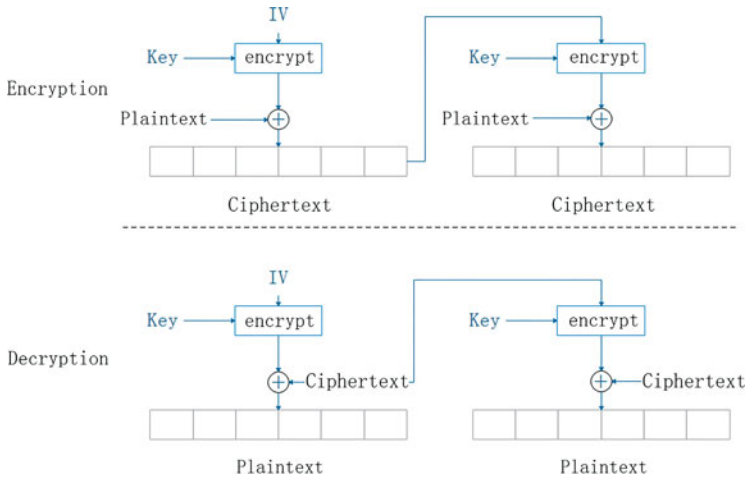 IV
Key encrypt Key encrypt
Encryption
Plaintext Plaintext
Ciphertext Ciphertext
IV
Key encrypt Key encrypt
Decryption
Ciphertext Ciphertext
Plaintext Plaintext